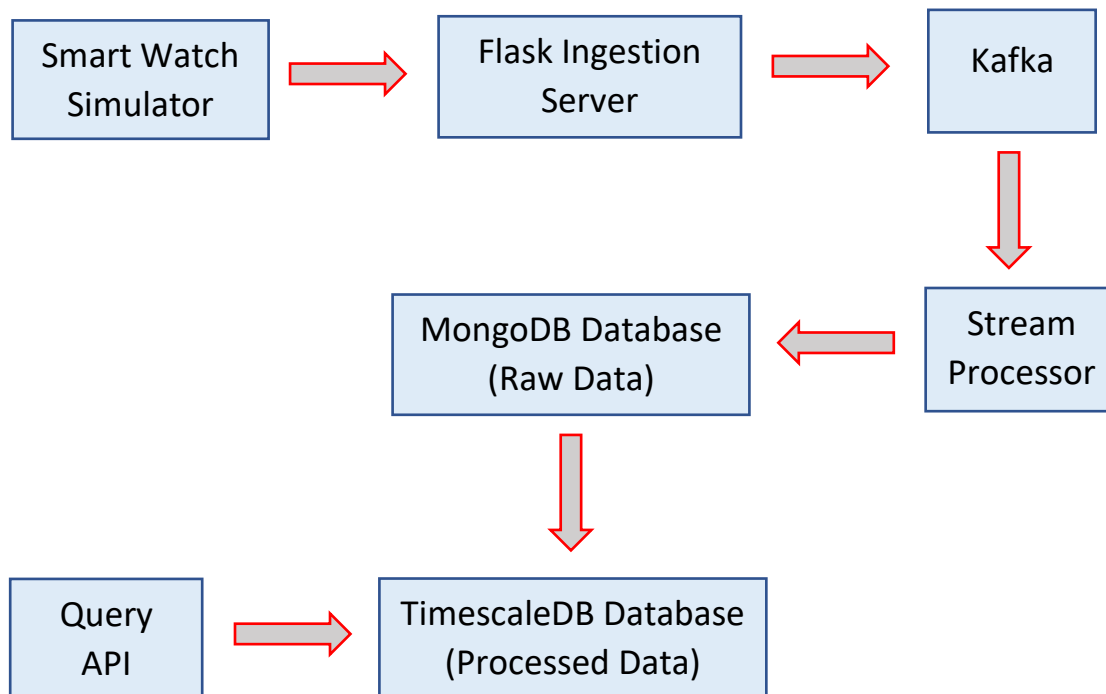 Smart Watch
Simulator
Flask Ingestion
Server
Kafka
Stream
Processor
MongoDB Database
(Raw Data)
Query
API
TimescaleDB Database
(Processed Data)